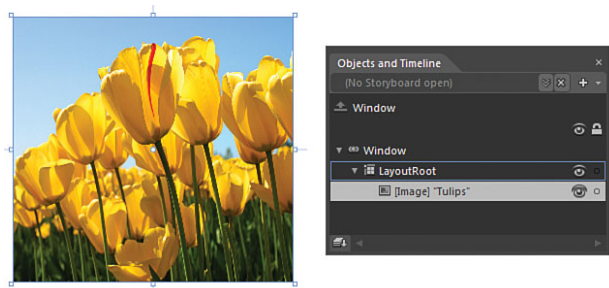 Objects and Timeline
(No Storyboard open)
Window
Window
LayoutRoot
[Image] "Tulips"